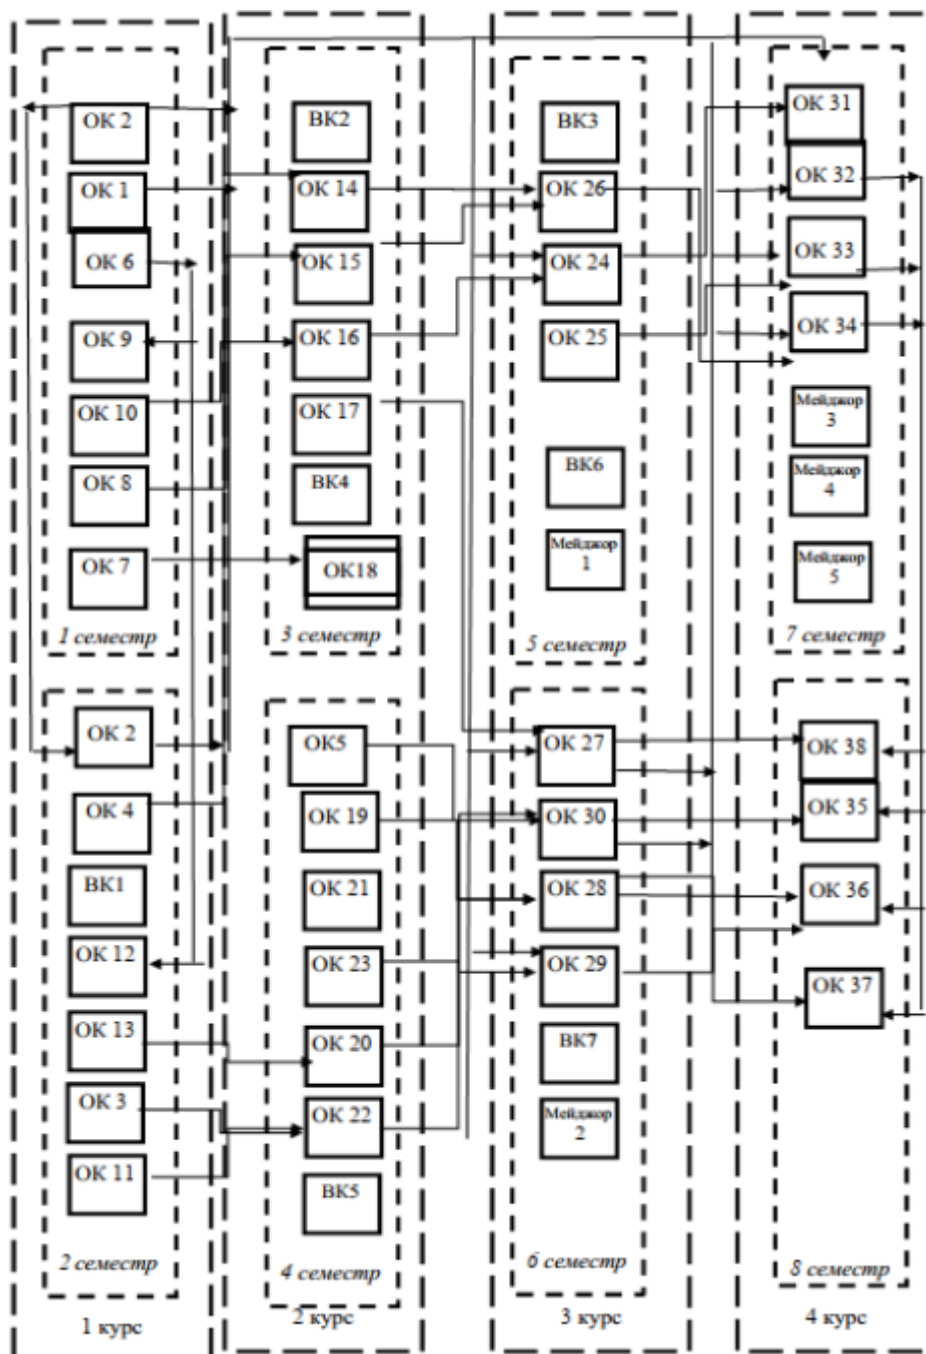 ОК 2
ОК 1
ОК 6
ОК 9
ОК 10
ОК 8
ОК 7
1 семестр
ОК 2
ОК 4
ВК1
ОК 12
ОК 13
ОК 3
ОК 11
2 семестр
1 курс
ВК2
ОК 14
ОК 15
ОК 16
ОК 17
ВК4
ОК18
3 семестр
ОК5
ОК 19
ОК 21
ОК 23
ОК 20
ОК 22
ВК5
4 семестр
2 курс
ВК3
ОК 26
ОК 24
ОК 25
ВК6
Мейджор
1
5 семестр
ОК 27
ОК 30
ОК 28
ОК 29
ВК7
Мейджор
2
6 семестр
3 курс
ОК 31
ОК 32
ОК 33
ОК 34
Мейджор
3
Мейджор
4
Мейджор
5
7 семестр
ОК 38
ОК 35
ОК 36
ОК 37
8 семестр
4 курс